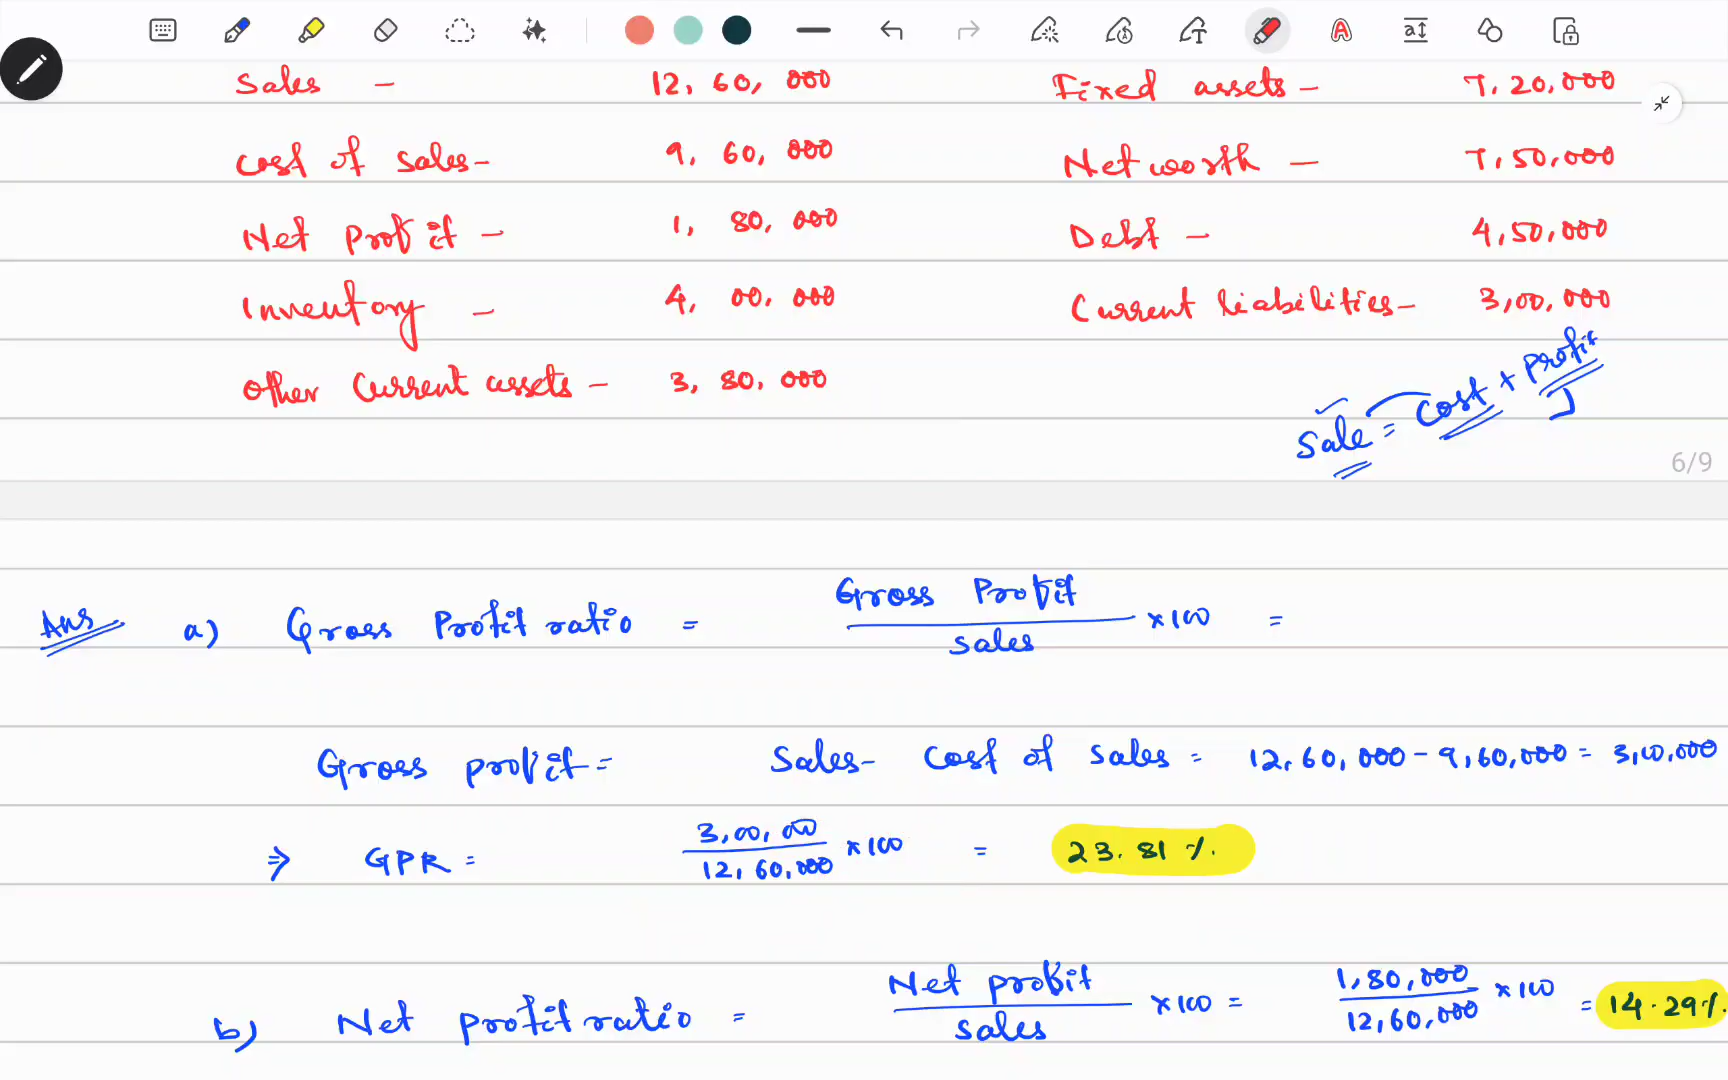 Sales - 12, 60, 000 Fixed assets - 7,20,000
Cost of sales- 9, 60, 000 Net worth - 7,50,000
Net profit - 1, 80, 000 Debt - 4,50,000
Inventory - 4, 00, 000 Current liabilities- 3,00,000
Other Current assets - 3, 80, 000
Sale = Cost + Profit
6/9
Ans a) Gross Profit ratio = Gross Profit / sales ×100 =
Gross profit = Sales - Cost of sales = 12,60,000 - 9,60,000 = 3,00,000
⇒ GPR = 3,00,000 / 12,60,000 ×100 = 23.81 %.
b) Net profit ratio = Net profit / sales ×100 = 1,80,000 / 12,60,000 ×100 = 14.29%.